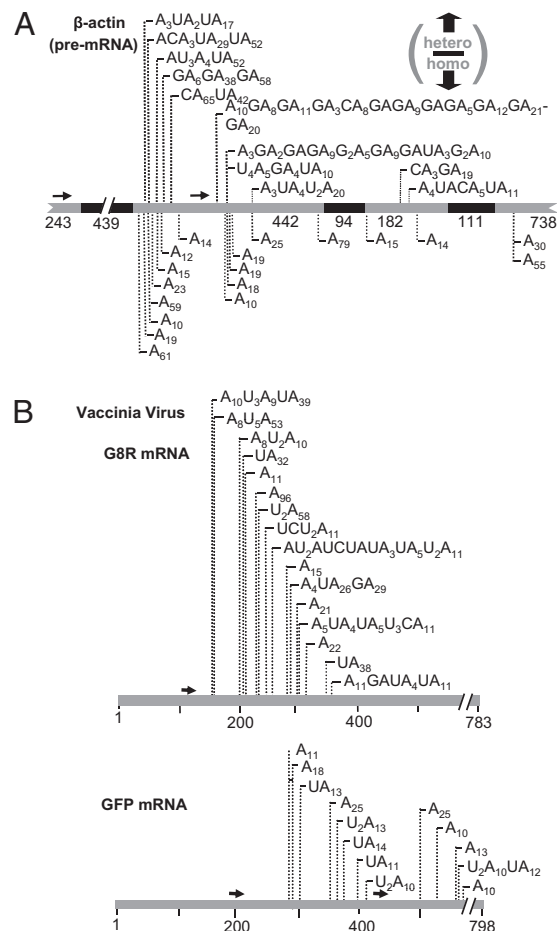 A
β-actin
(pre-mRNA)
A₃UA₂UA₁₇
ACA₃UA₂₉UA₅₂
AU₃A₄UA₅₂
GA₆GA₃₈GA₅₈
CA₆₅UA₄₂
A₁₀GA₈GA₁₁GA₃CA₈GAGA₉GAGA₅GA₁₂GA₂₁-
GA₂₀
A₃GA₂GAGA₉G₂A₅GA₉GAUTA₃G₂A₁₀
U₄A₅GA₄UA₁₀
A₃UA₄U₂A₂₀
CA₃GA₁₉
A₄UACA₅UA₁₁
hetero
homo
243 439 442 94 182 111 738
A₁₄
A₁₂
A₁₅
A₂₃
A₅₉
A₁₀
A₁₉
A₆₁
A₁₉
A₁₉
A₁₈
A₁₀
A₂₅
A₇₉
A₁₅
A₁₄
A₃₀
A₅₅
B
Vaccinia Virus
G8R mRNA
A₁₀U₃A₉UA₃₉
A₈U₅A₅₃
A₈U₂A₁₀
UA₃₂
A₁₁
A₉₆
U₂A₅₈
UCU₂A₁₁
AU₂AUCUAUA₃UA₅U₂A₁₁
A₁₅
A₄UA₂₆GA₂₉
A₂₁
A₅UA₄UA₅U₃CA₁₁
A₂₂
UA₃₈
A₁₁GAUA₄UA₁₁
1 200 400 783
GFP mRNA
A₁₁
A₁₈
UA₁₃
A₂₅
U₂A₁₃
UA₁₄
UA₁₁
U₂A₁₀
A₂₅
A₁₀
A₁₃
U₂A₁₀UA₁₂
A₁₀
1 200 400 798